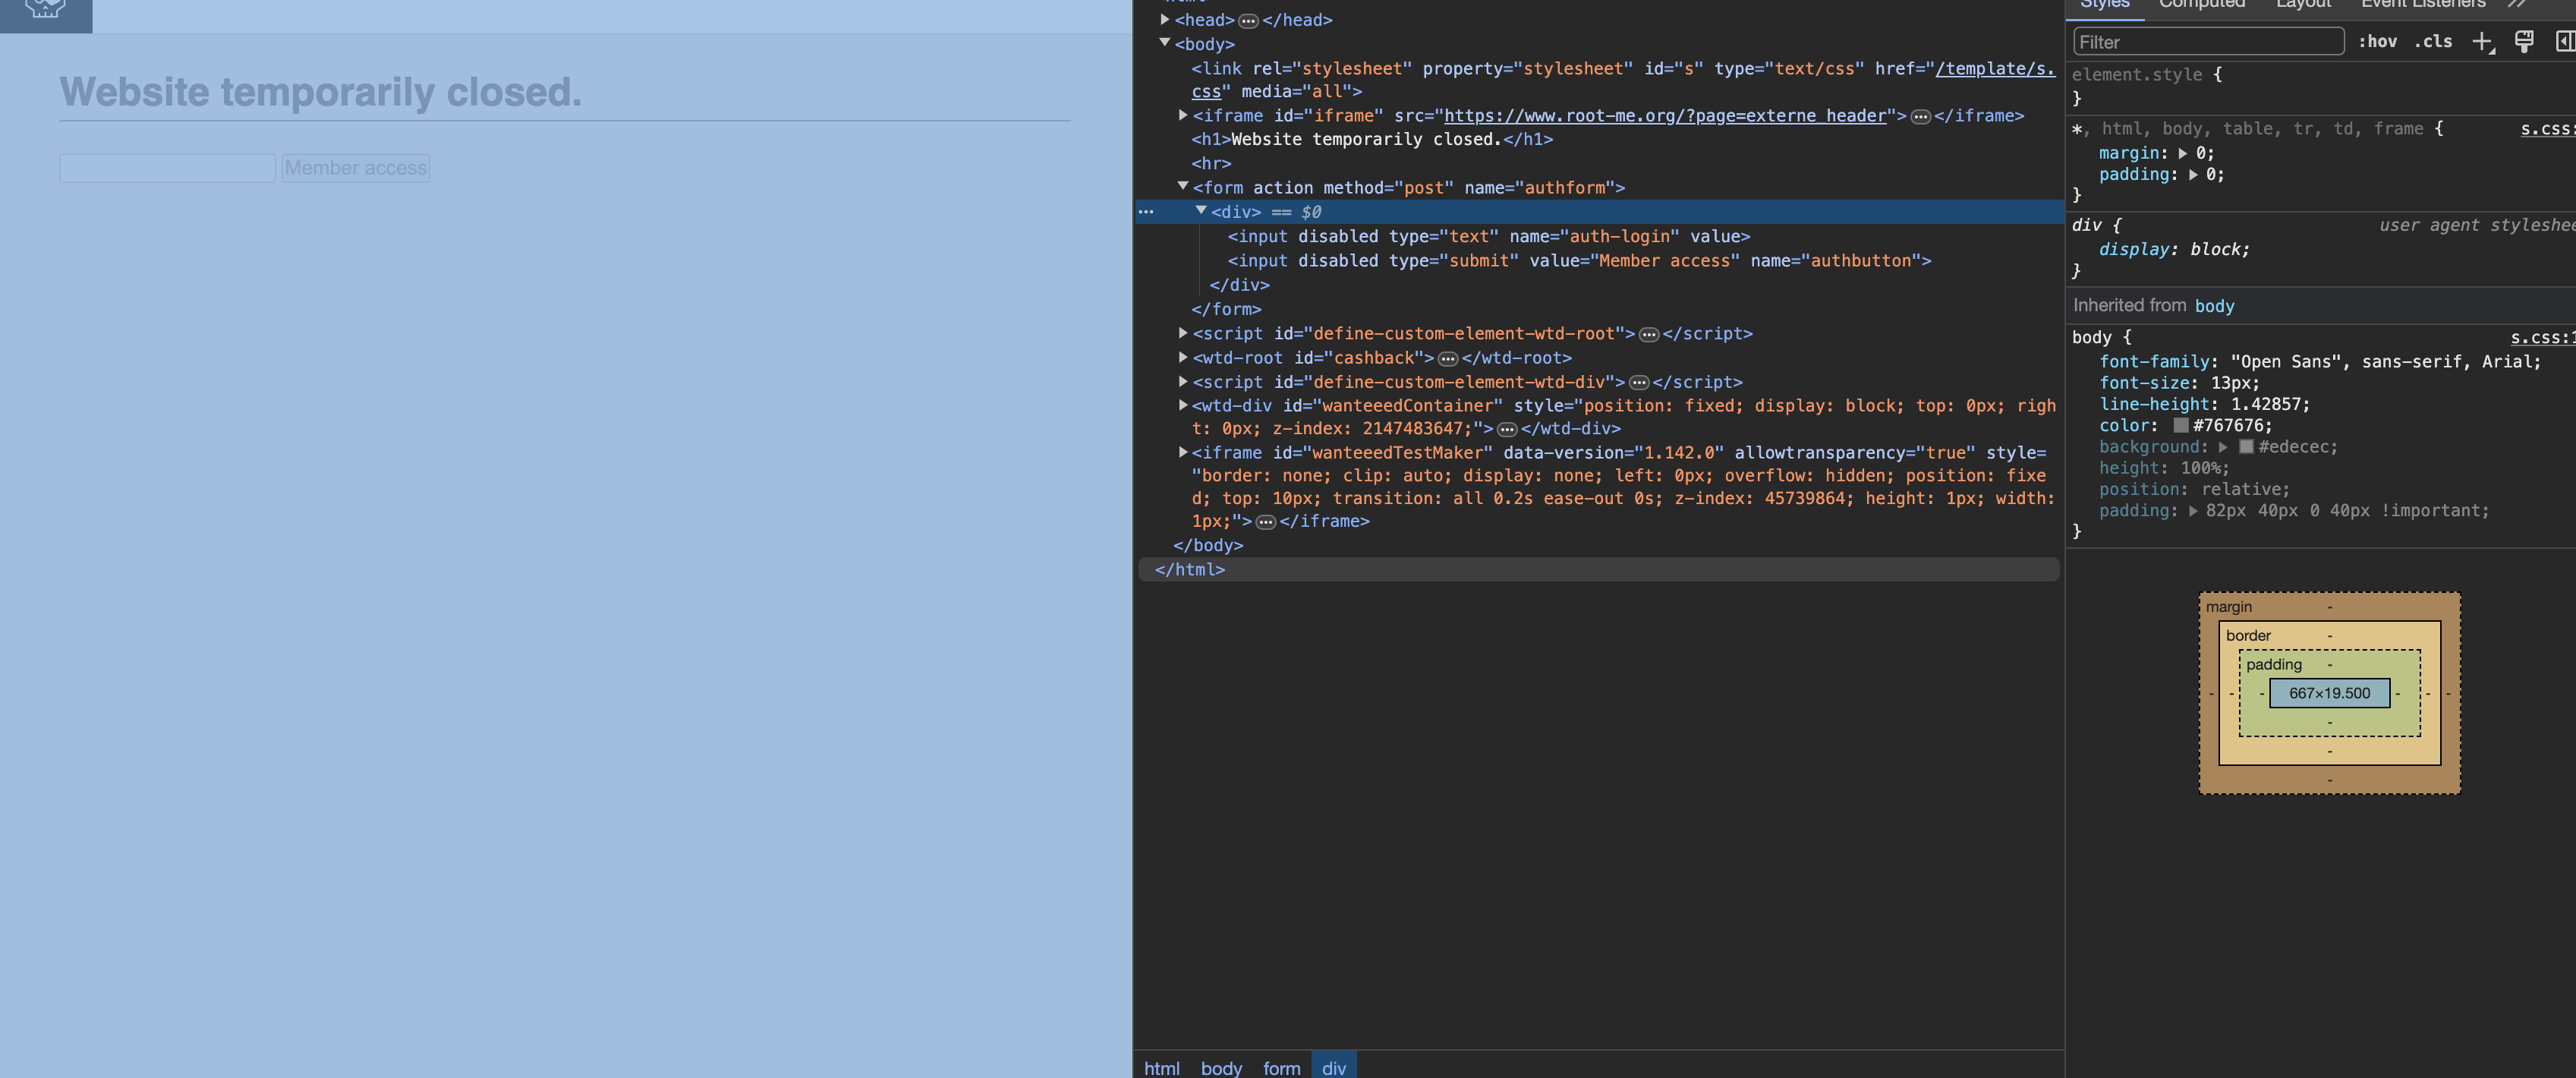 Website temporarily closed.
Member access
<head>
</head>
<body>
<link rel="stylesheet" property="stylesheet" id="s" type="text/css" href="/template/s.
css" media="all">
<iframe id="iframe" src="https://www.root-me.org/?page=externe_header">
</iframe>
<h1>Website temporarily closed.</h1>
<hr>
<form action method="post" name="authform">
<div> == $0
<input disabled type="text" name="auth-login" value>
<input disabled type="submit" value="Member access" name="authbutton">
</div>
</form>
<script id="define-custom-element-wtd-root">
</script>
<wtd-root id="cashback">
</wtd-root>
<script id="define-custom-element-wtd-div">
</script>
<wtd-div id="wanteeedContainer" style="position: fixed; display: block; top: 0px; righ
t: 0px; z-index: 2147483647;">
</wtd-div>
<iframe id="wanteeedTestMaker" data-version="1.142.0" allowtransparency="true" style=
"border: none; clip: auto; display: none; left: 0px; overflow: hidden; position: fixe
d; top: 10px; transition: all 0.2s ease-out 0s; z-index: 45739864; height: 1px; width:
1px;">
</iframe>
</body>
</html>
html body form div
Styles Computed Layout Event Listeners
Filter :hov .cls
element.style {
}
*, html, body, table, tr, td, frame { s.css:
margin: 0;
padding: 0;
}
div { user agent styleshee
display: block;
}
Inherited from body
body { s.css:1
font-family: "Open Sans", sans-serif, Arial;
font-size: 13px;
line-height: 1.42857;
color: #767676;
background: #edecec;
height: 100%;
position: relative;
padding: 82px 40px 0 40px !important;
}
margin -
border -
padding -
- - - 667×19.500 - - -
-
-
-